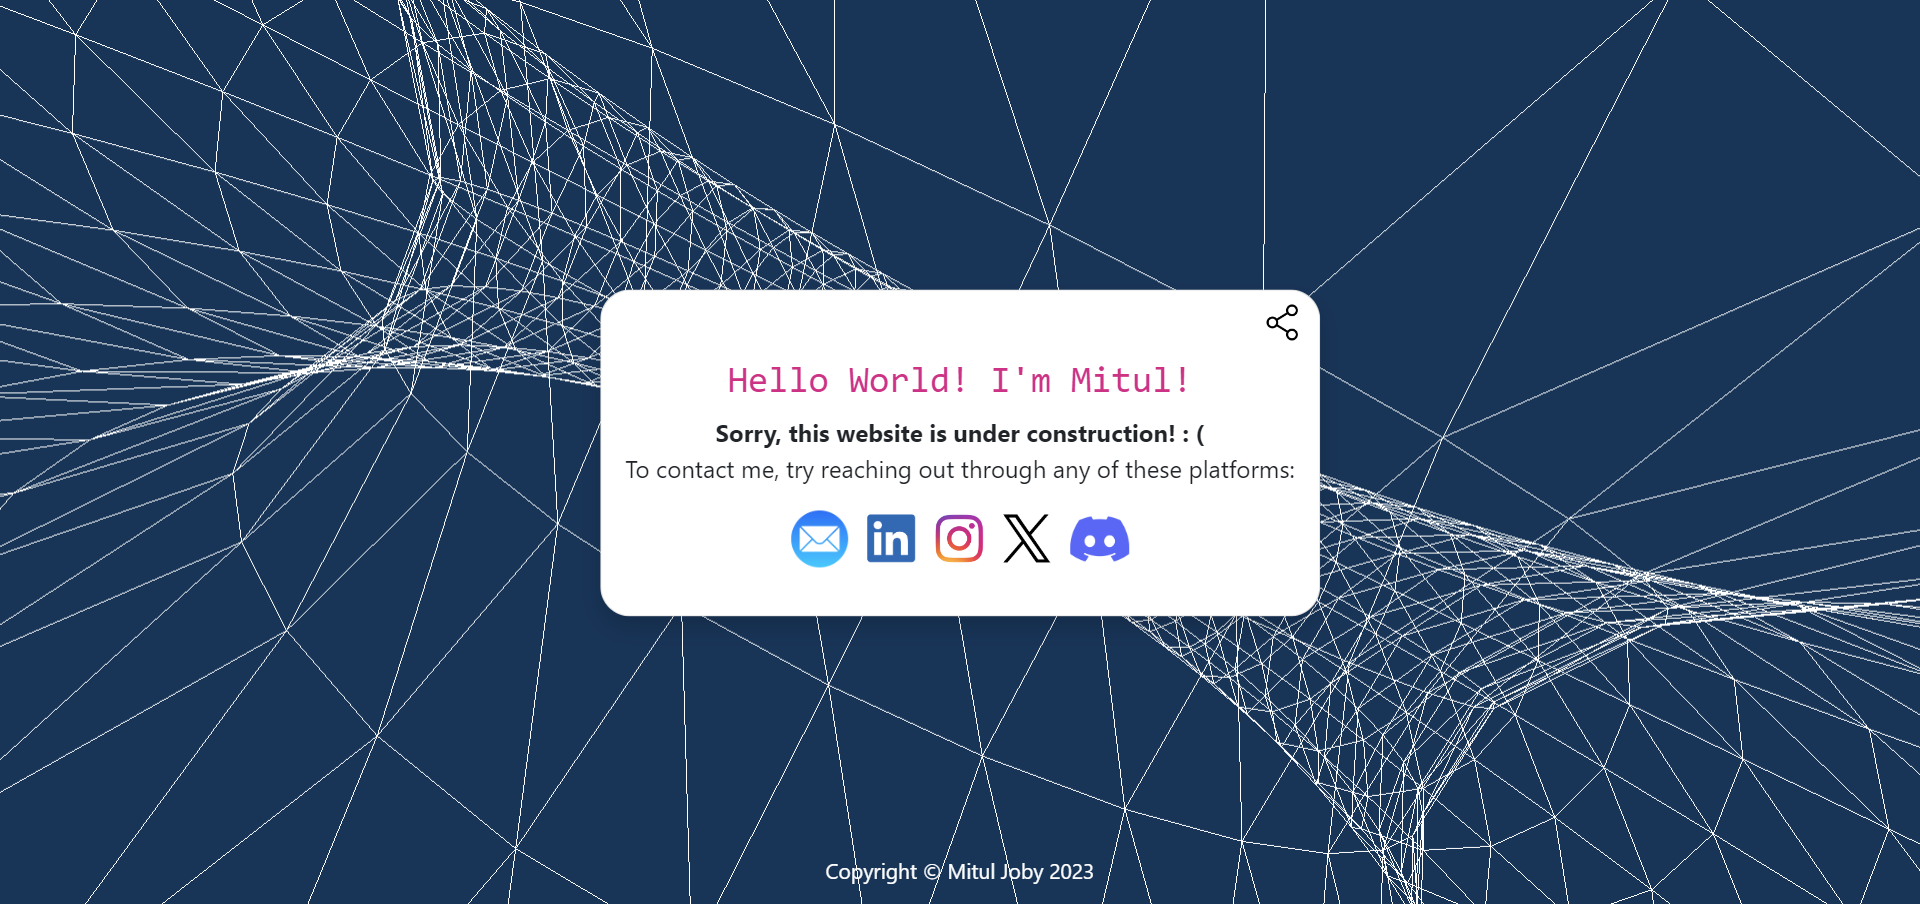 Hello World! I'm Mitul!
Sorry, this website is under construction! : (
To contact me, try reaching out through any of these platforms:
in
Copyright © Mitul Joby 2023